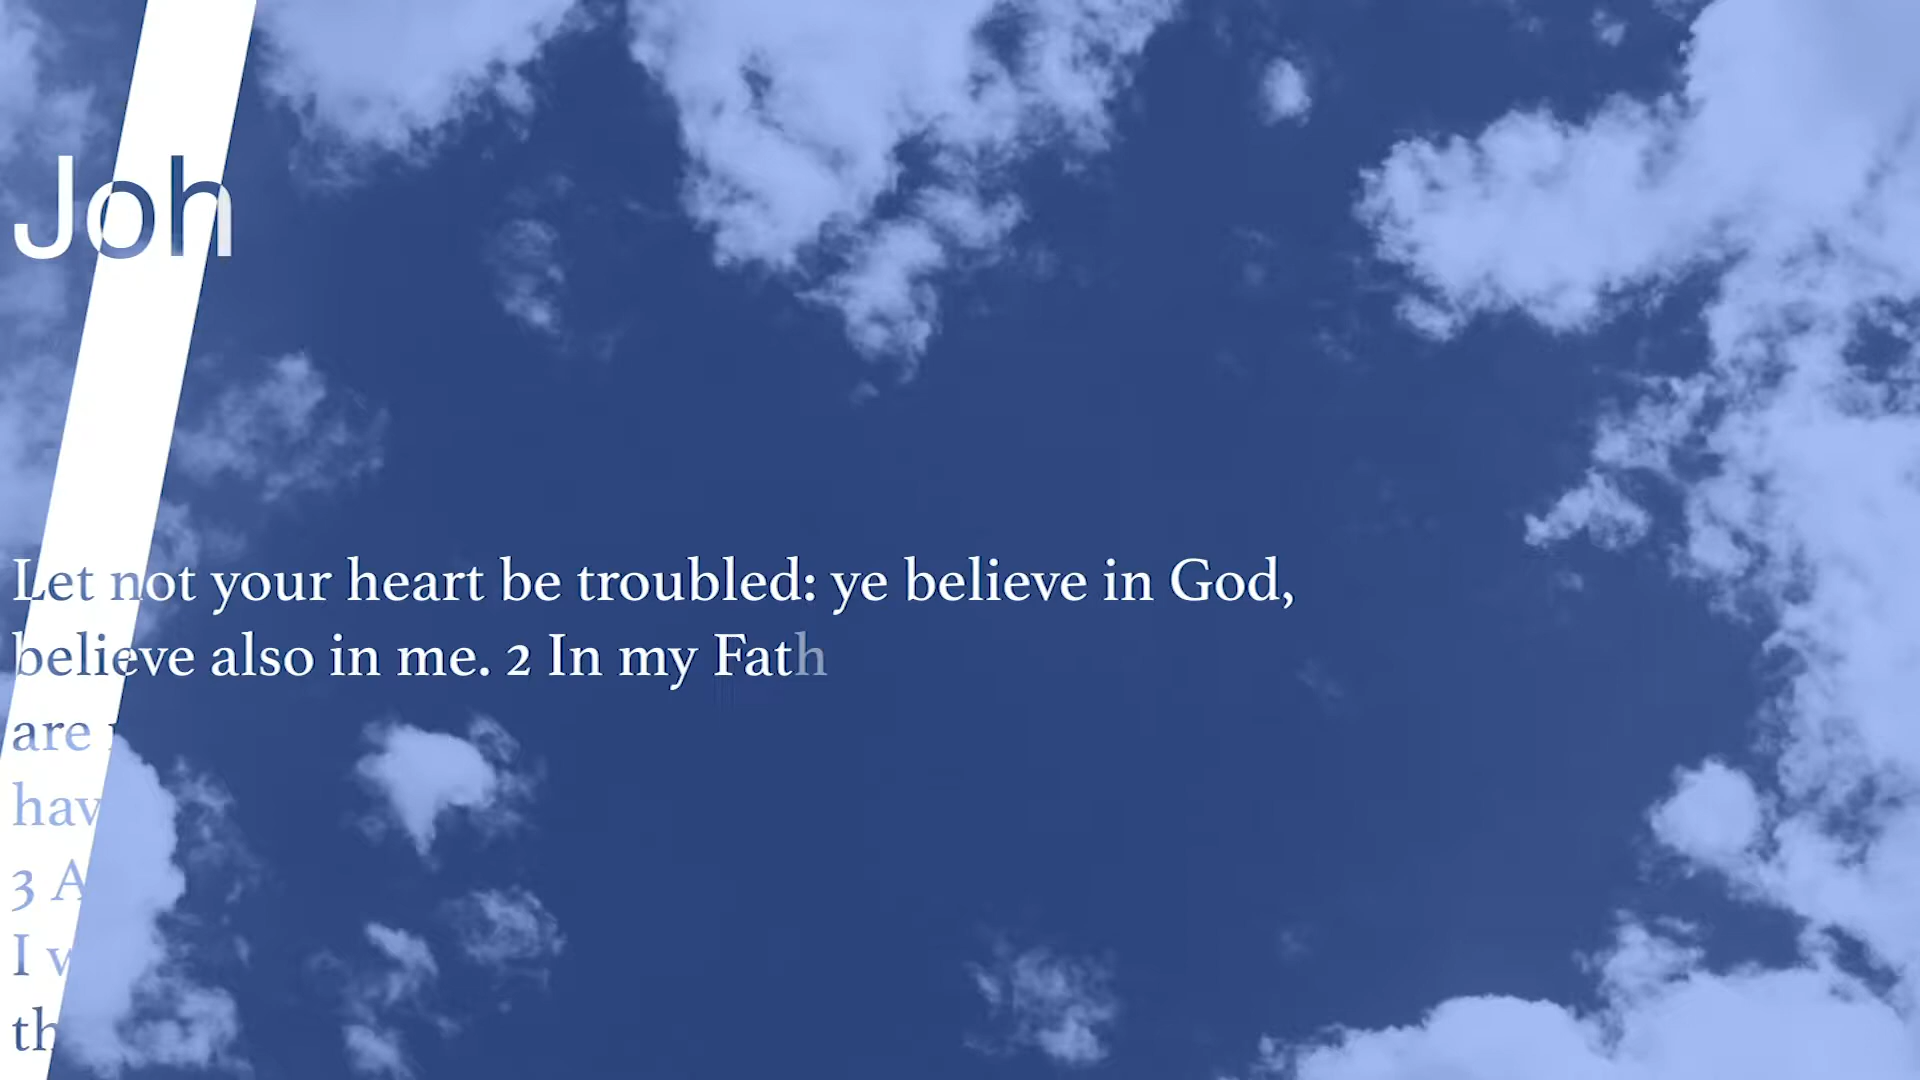 Joh
Let not your heart be troubled: ye believe in God,
believe also in me. 2 In my Fath
are
hav
3 A
I w
th